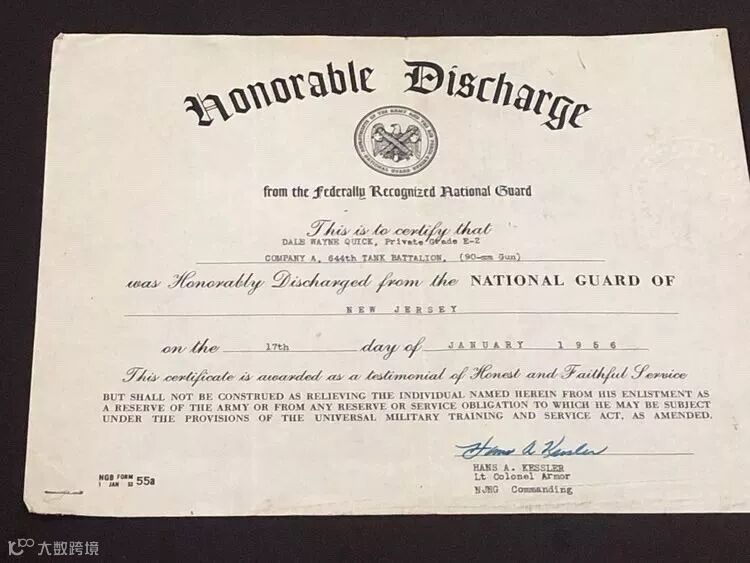 Honorable Discharge
from the Federally Recognized National Guard
This is to certify that
DALE WAYNE QUICK, Private Grade E-2
COMPANY A, 644th TANK BATTALION, (90-mm Gun)
was Honorably Discharged from the NATIONAL GUARD OF
NEW JERSEY
on the 17th day of JANUARY 1956
This certificate is awarded as a testimonial of Honest and Faithful Service
BUT SHALL NOT BE CONSTRUED AS RELIEVING THE INDIVIDUAL NAMED HEREIN FROM HIS ENLISTMENT AS
A RESERVE OF THE ARMY OR FROM ANY RESERVE OR SERVICE OBLIGATION TO WHICH HE MAY BE SUBJECT
UNDER THE PROVISIONS OF THE UNIVERSAL MILITARY TRAINING AND SERVICE ACT, AS AMENDED.
Hans A Kessler
HANS A. KESSLER
Lt Colonel Armor
NJNG Commanding
NGB FORM 55a
1 JAN 53
大数跨境